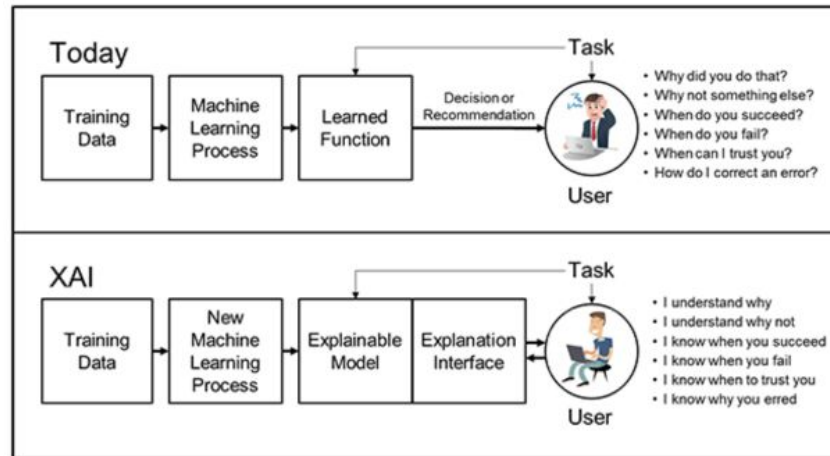 Today
Task
Training
Data
Machine
Learning
Process
Learned
Function
Decision or
Recommendation
User
• Why did you do that?
• Why not something else?
• When do you succeed?
• When do you fail?
• When can I trust you?
• How do I correct an error?
XAI
Task
Training
Data
New
Machine
Learning
Process
Explainable
Model
Explanation
Interface
User
• I understand why
• I understand why not
• I know when you succeed
• I know when you fail
• I know when to trust you
• I know why you erred